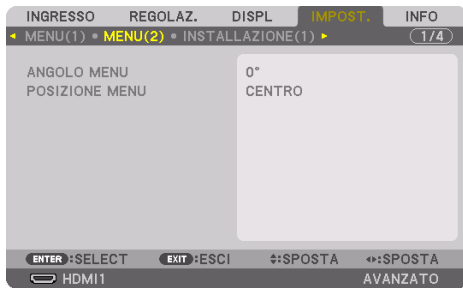 INGRESSO REGOLAZ. DISPL IMPOST. INFO
MENU(1) • MENU(2) • INSTALLAZIONE(1) 1/4
ANGOLO MENU 0°
POSIZIONE MENU CENTRO
ENTER :SELECT EXIT :ESCI :SPOSTA :SPOSTA
HDMI1 AVANZATO